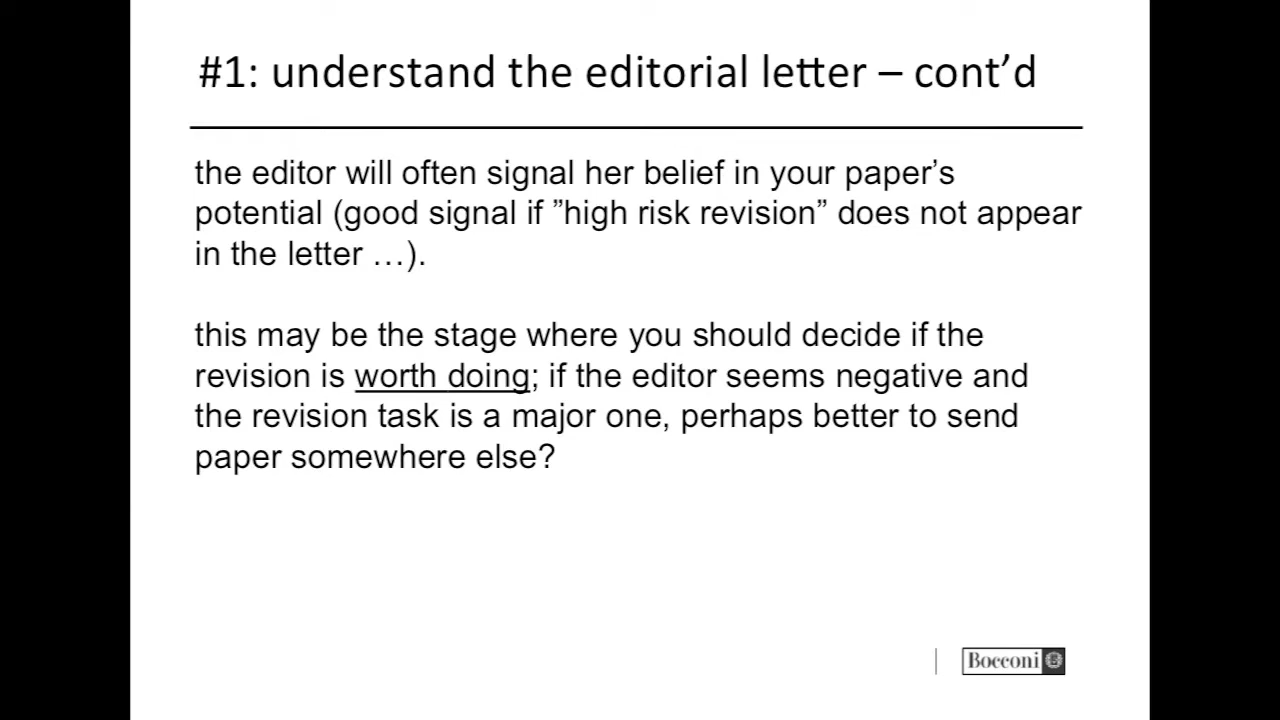 #1: understand the editorial letter – cont’d
the editor will often signal her belief in your paper’s
potential (good signal if ”high risk revision” does not appear
in the letter …).
this may be the stage where you should decide if the
revision is worth doing; if the editor seems negative and
the revision task is a major one, perhaps better to send
paper somewhere else?
Bocconi